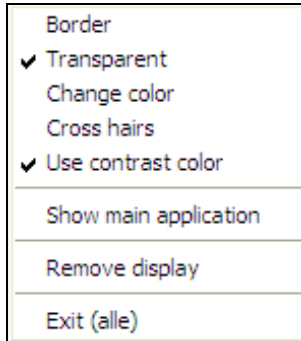 Border
Transparent
Change color
Cross hairs
Use contrast color
Show main application
Remove display
Exit (alle)